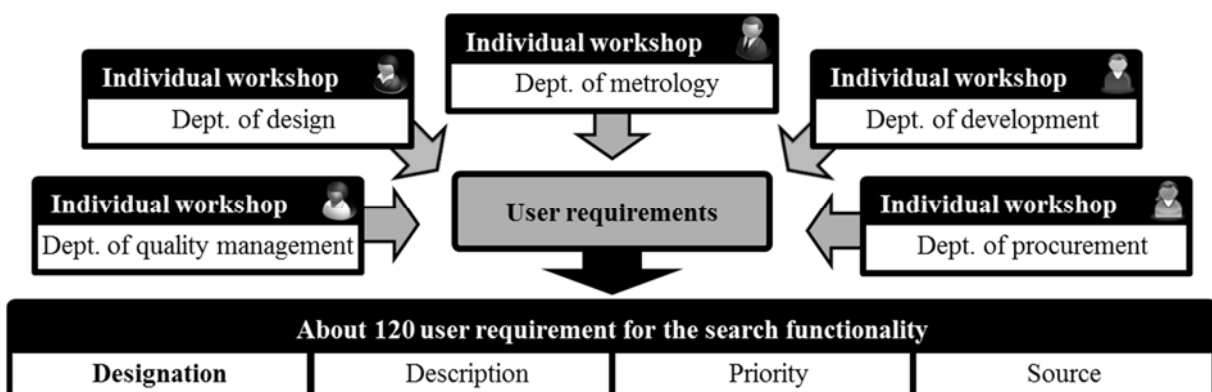 Individual workshop
Dept. of metrology
Individual workshop
Dept. of design
Individual workshop
Dept. of development
Individual workshop
Dept. of quality management
User requirements
Individual workshop
Dept. of procurement
About 120 user requirement for the search functionality
Designation Description Priority Source